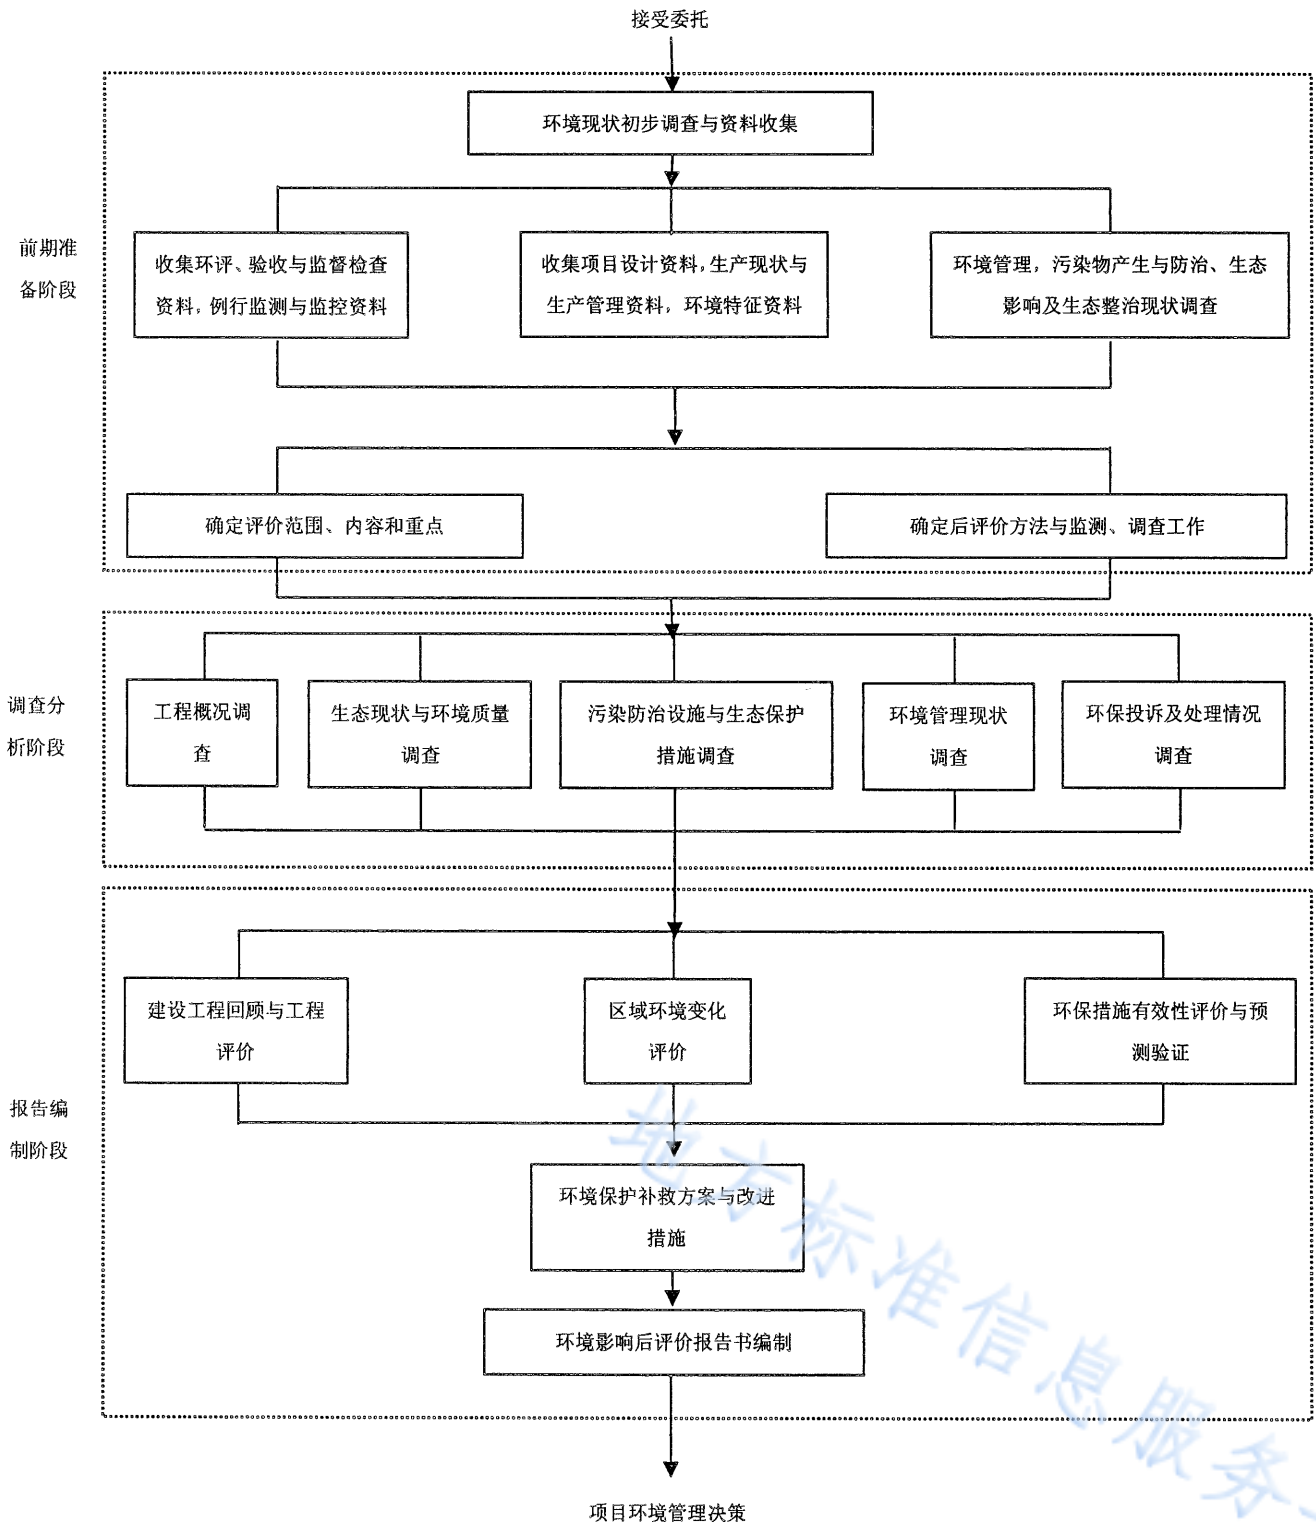 接受委托
环境现状初步调查与资料收集
前期准
备阶段
收集环评、验收与监督检查
资料，例行监测与监控资料
收集项目设计资料，生产现状与
生产管理资料，环境特征资料
环境管理，污染物产生与防治、生态
影响及生态整治现状调查
确定评价范围、内容和重点
确定后评价方法与监测、调查工作
调查分
析阶段
工程概况调
查
生态现状与环境质量
调查
污染防治设施与生态保护
措施调查
环境管理现状
调查
环保投诉及处理情况
调查
报告编
制阶段
建设工程回顾与工程
评价
区域环境变化
评价
环保措施有效性评价与预
测验证
环境保护补救方案与改进
措施
环境影响后评价报告书编制
项目环境管理决策
地方标准信息服务